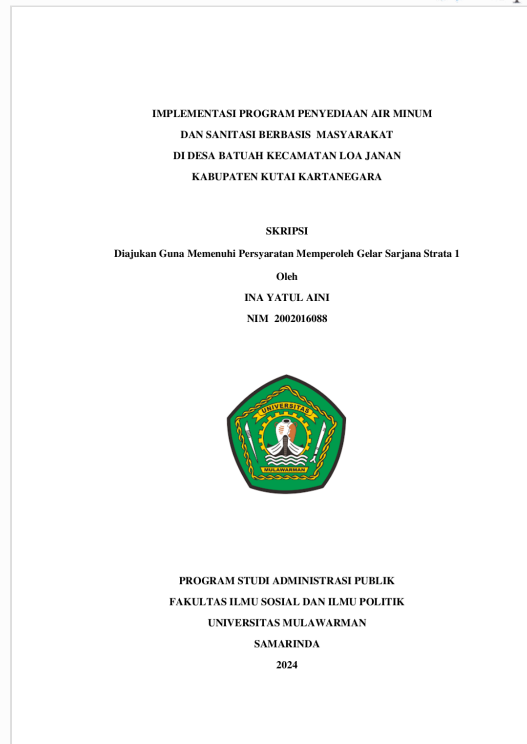 IMPLEMENTASI PROGRAM PENYEDIAAN AIR MINUM
DAN SANITASI BERBASIS MASYARAKAT
DI DESA BATUAH KECAMATAN LOA JANAN
KABUPATEN KUTAI KARTANEGARA
SKRIPSI
Diajukan Guna Memenuhi Persyaratan Memperoleh Gelar Sarjana Strata 1
Oleh
INA YATUL AINI
NIM 2002016088
UNIVERSITAS
MULAWARMAN
PROGRAM STUDI ADMINISTRASI PUBLIK
FAKULTAS ILMU SOSIAL DAN ILMU POLITIK
UNIVERSITAS MULAWARMAN
SAMARINDA
2024